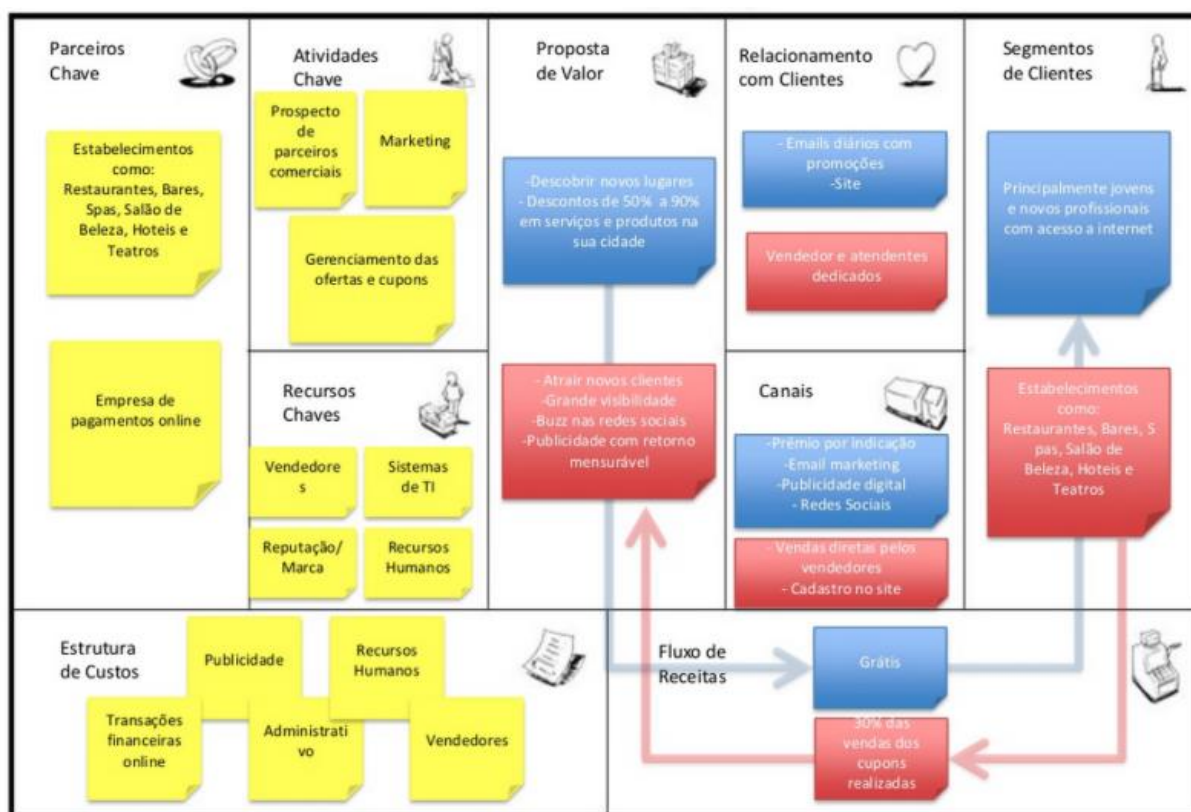 Parceiros
Chave
Estabelecimentos
como:
Restaurantes, Bares,
Spas, Salão de
Beleza, Hoteis e
Teatros
Empresa de
pagamentos online
Atividades
Chave
Prospecto
de
parceiros
comerciais
Marketing
Gerenciamento das
ofertas e cupons
Recursos
Chaves
Vendedore
s
Sistemas
de TI
Reputação/
Marca
Recursos
Humanos
Proposta
de Valor
-Descobrir novos lugares
- Descontos de 50% a 90%
em serviços e produtos na
sua cidade
- Atrair novos clientes
-Grande visibilidade
-Buzz nas redes sociais
-Publicidade com retorno
mensurável
Relacionamento
com Clientes
- Emails diários com
promoções
-Site
Vendedor e atendentes
dedicados
Canais
-Prêmio por indicação
-Email marketing
-Publicidade digital
- Redes Sociais
-Vendas diretas pelos
vendedores
- Cadastro no site
Segmentos
de Clientes
Principalmente jovens
e novos profissionais
com acesso a internet
Estabelecimentos
como:
Restaurantes, Bares, S
pas, Salão de
Beleza, Hoteis e
Teatros
Estrutura
de Custos
Publicidade
Recursos
Humanos
Transações
financeiras
online
Administrati
vo
Vendedores
Fluxo de
Receitas
Grátis
30% das
vendas dos
cupons
realizadas